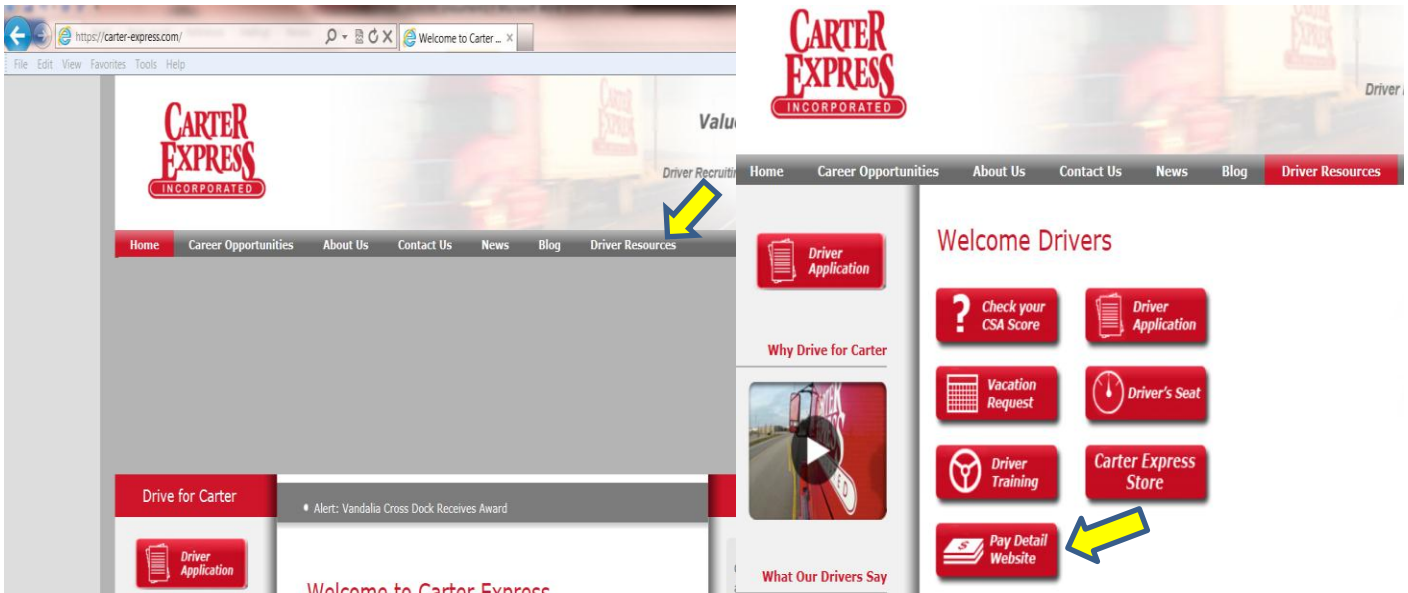 https://carter-express.com/
Welcome to Carter ...
File Edit View Favorites Tools Help
CARTER
EXPRESS
INCORPORATED
Driver Recruiti
Home Career Opportunities About Us Contact Us News Blog Driver Resources
Drive for Carter
Alert: Vandalia Cross Dock Receives Award
Driver
Application
Welcome to Carter Express
CARTER
EXPRESS
INCORPORATED
Driver
Home Career Opportunities About Us Contact Us News Blog Driver Resources
Driver
Application
Why Drive for Carter
What Our Drivers Say
Welcome Drivers
Check your
CSA Score
Driver
Application
Vacation
Request
Driver's Seat
Driver
Training
Carter Express
Store
Pay Detail
Website